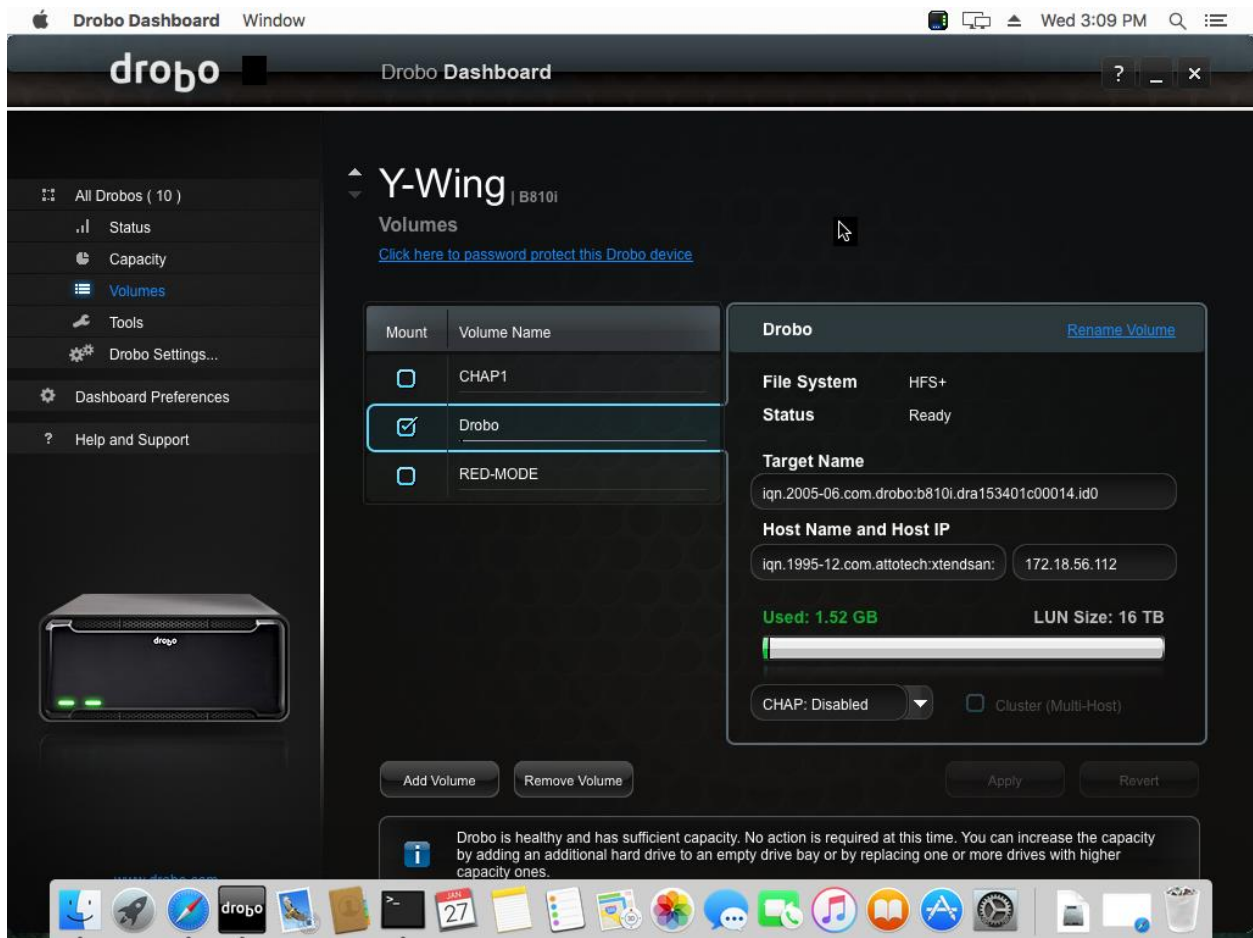 Drobo Dashboard Window
Wed 3:09 PM
drobo
Drobo Dashboard
? _ ×
All Drobos ( 10 )
Status
Capacity
Volumes
Tools
Drobo Settings...
Dashboard Preferences
? Help and Support
drobo
www.drobo.com
Y-Wing | B810i
Volumes
Click here to password protect this Drobo device
Mount Volume Name
CHAP1
Drobo
RED-MODE
Drobo Rename Volume
File System HFS+
Status Ready
Target Name
iqn.2005-06.com.drobo:b810i.dra153401c00014.id0
Host Name and Host IP
iqn.1995-12.com.attotech:xtendsan: 172.18.56.112
Used: 1.52 GB LUN Size: 16 TB
CHAP: Disabled Cluster (Multi-Host)
Add Volume Remove Volume Apply Revert
Drobo is healthy and has sufficient capacity. No action is required at this time. You can increase the capacity
by adding an additional hard drive to an empty drive bay or by replacing one or more drives with higher
capacity ones.
drobo
JAN
27